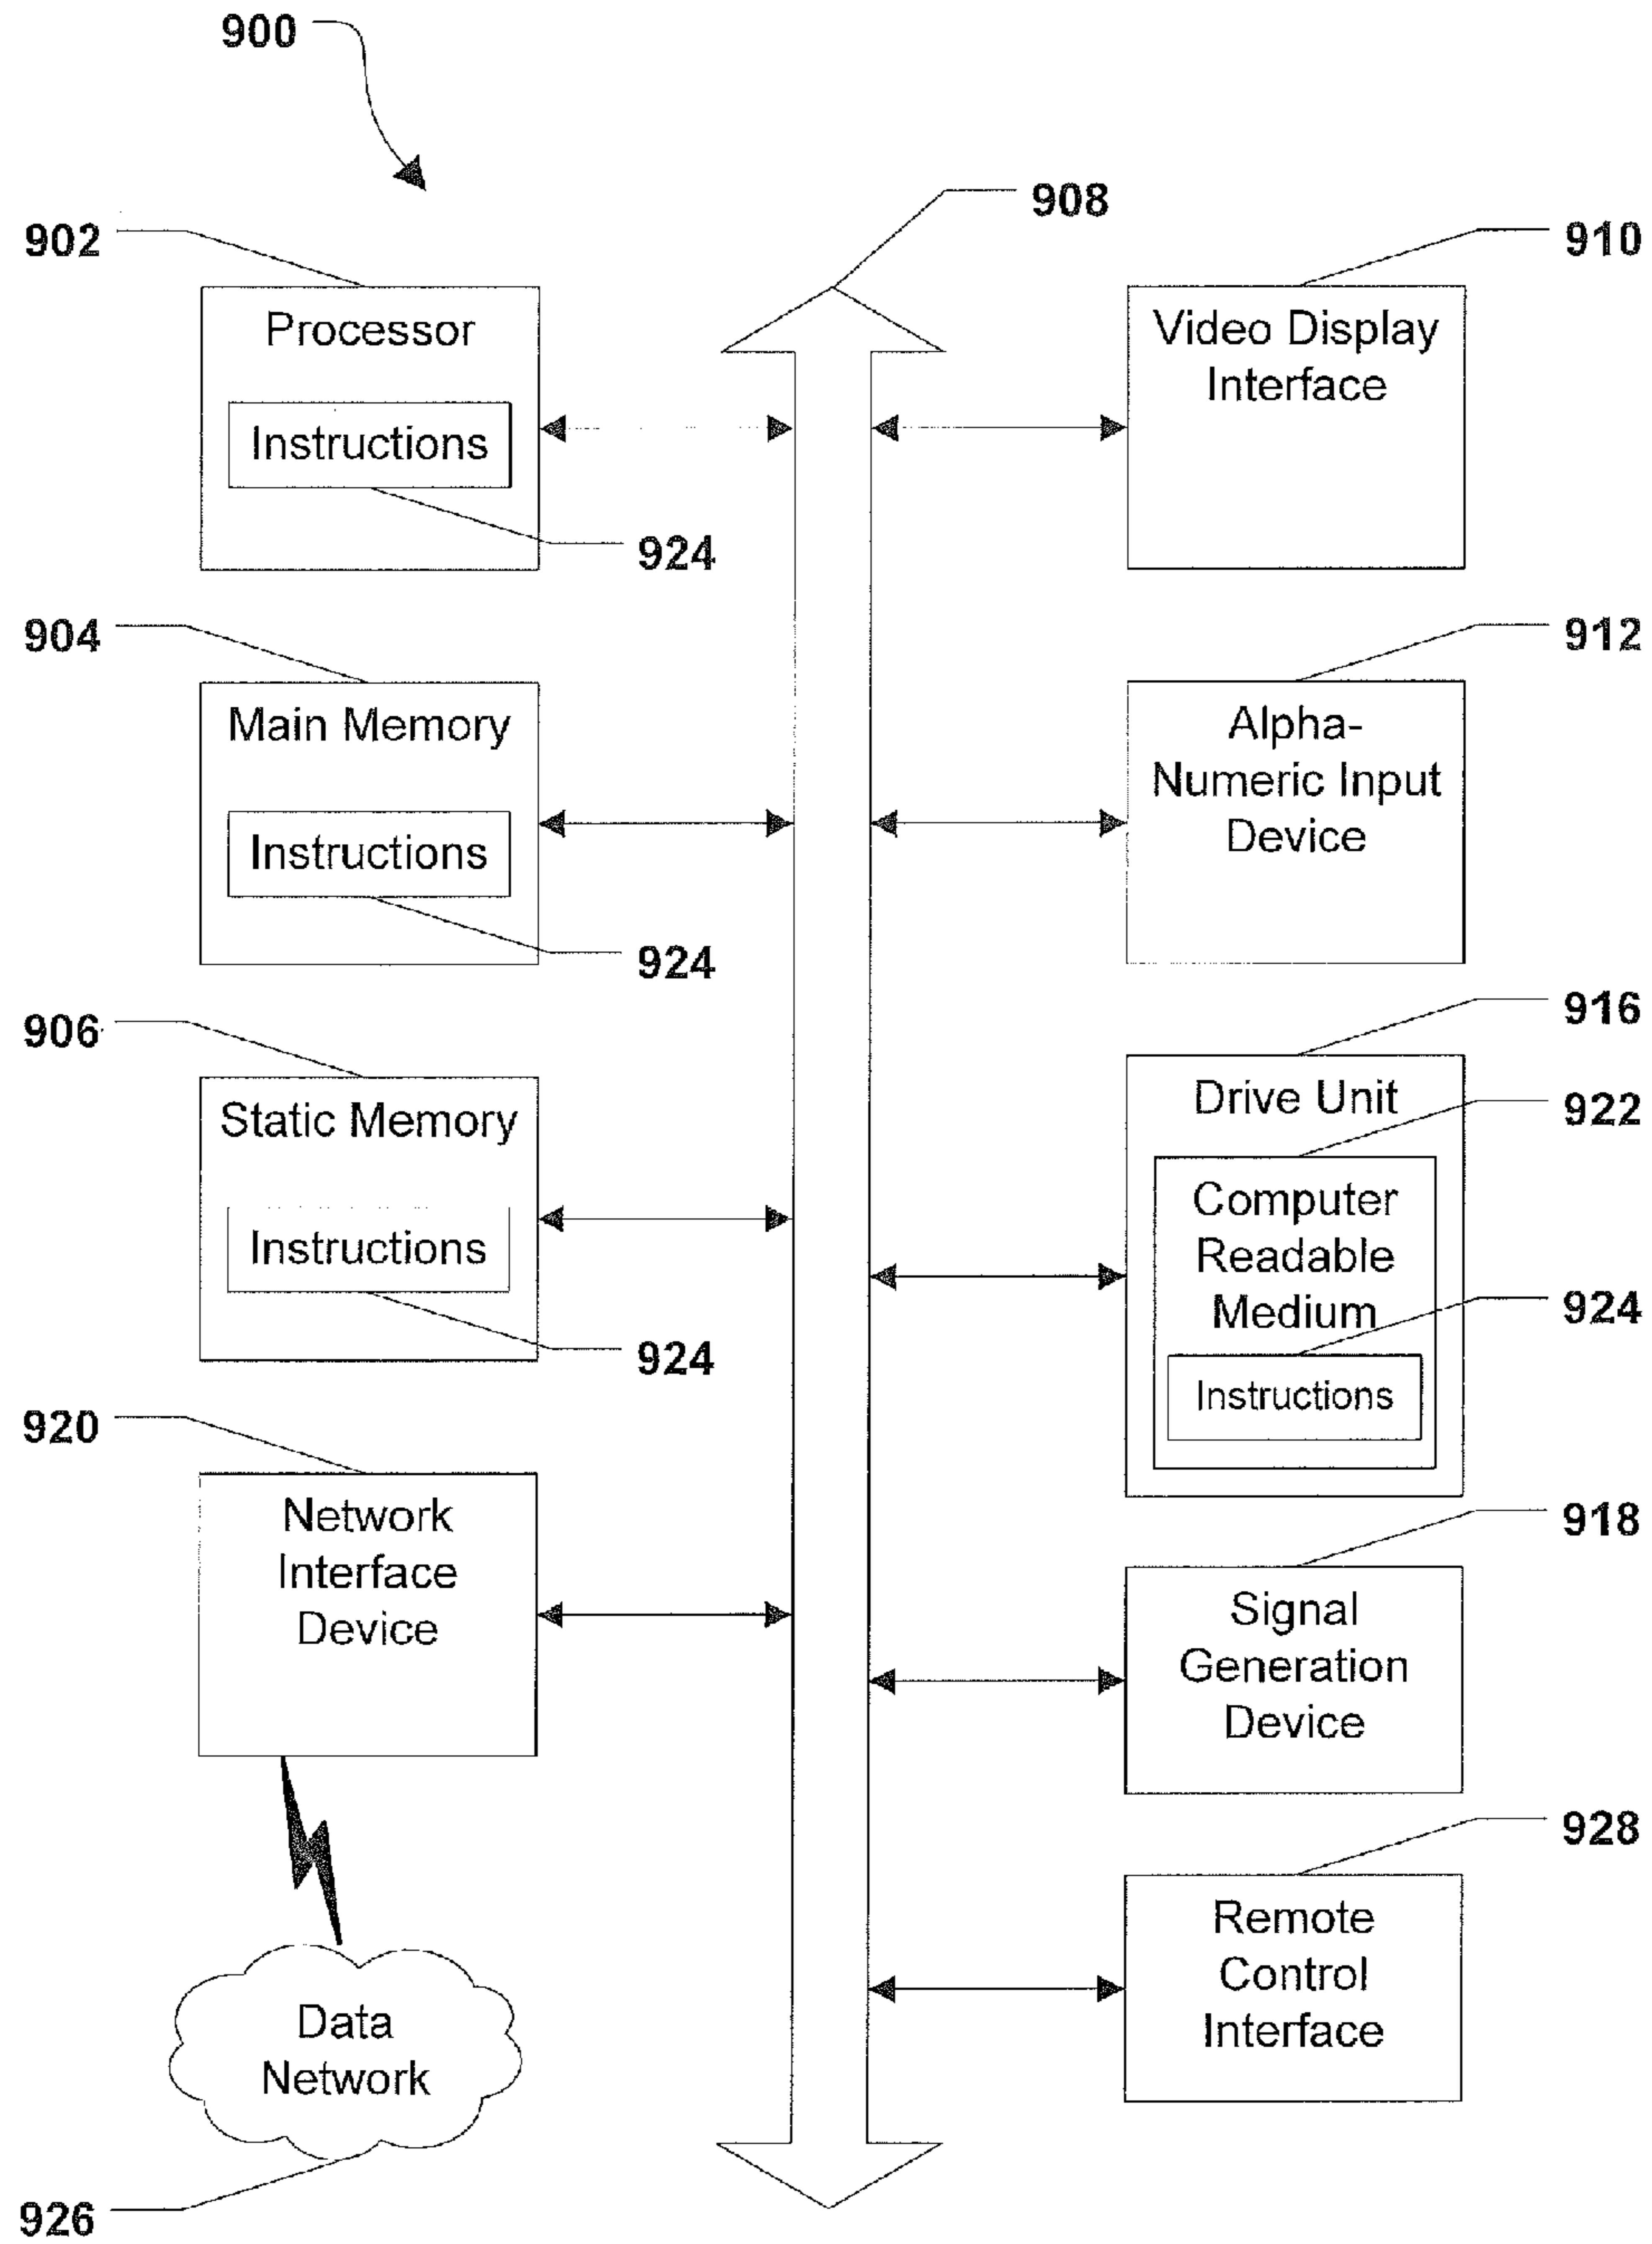 900
908
902
Processor
Instructions
924
904
Main Memory
Instructions
924
906
Static Memory
Instructions
924
920
Network
Interface
Device
Data
Network
926
910
Video Display
Interface
912
Alpha-
Numeric Input
Device
916
Drive Unit
922
Computer
Readable
Medium
924
Instructions
918
Signal
Generation
Device
928
Remote
Control
Interface